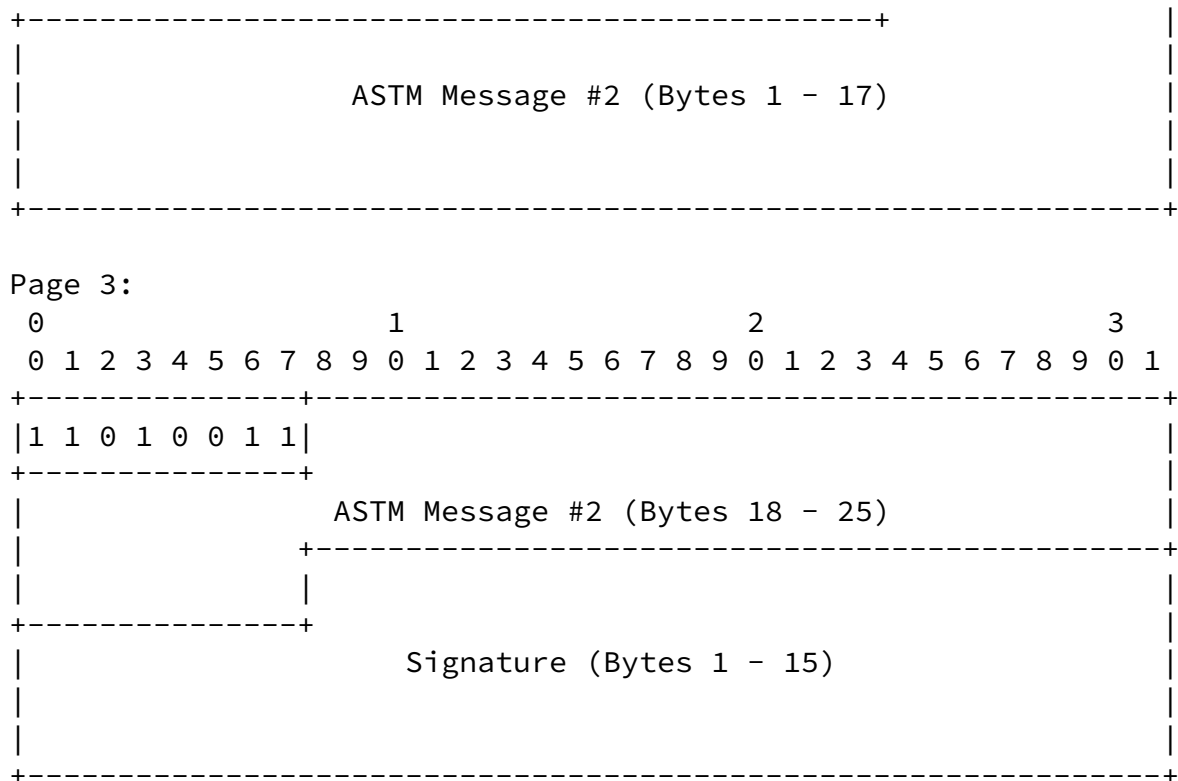 +-----------------------------------------------+               |
|                                                               |
|                  ASTM Message #2 (Bytes 1 - 17)               |
|                                                               |
|                                                               |
+---------------------------------------------------------------+
Page 3:
 0                   1                   2                   3
 0 1 2 3 4 5 6 7 8 9 0 1 2 3 4 5 6 7 8 9 0 1 2 3 4 5 6 7 8 9 0 1
+---------------+-----------------------------------------------+
|1 1 0 1 0 0 1 1|                                               |
+---------------+                                               |
|                 ASTM Message #2 (Bytes 18 - 25)               |
|               +-----------------------------------------------+
|               |                                               |
+---------------+                                               |
|                     Signature (Bytes 1 - 15)                  |
|                                                               |
|                                                               |
+---------------------------------------------------------------+